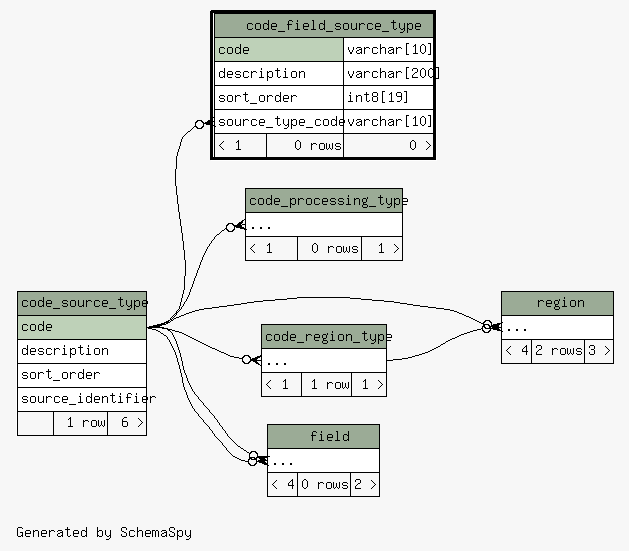 code_field_source_type
code varchar[10]
description varchar[200]
sort_order int8[19]
source_type_code varchar[10]
< 1 0 rows 0 >
code_processing_type
...
< 1 0 rows 1 >
code_source_type
code
description
sort_order
source_identifier
1 row 6 >
code_region_type
...
< 1 1 row 1 >
region
...
< 4 2 rows 3 >
field
...
< 4 0 rows 2 >
Generated by SchemaSpy